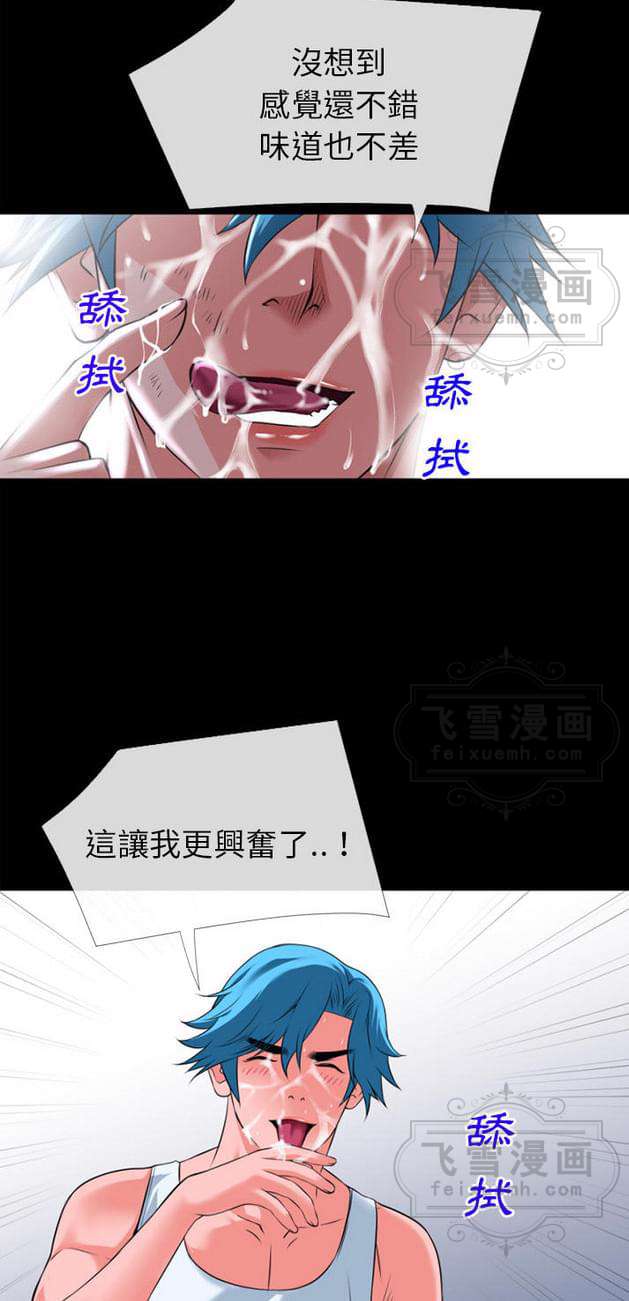 沒想到
感覺還不錯
味道也不差
飞雪漫画
feixuemh.com
舔
拭
舔
拭
飞雪漫画
feixuemh.com
這讓我更興奮了..！
舔
拭
飞雪漫画
feixuemh.com